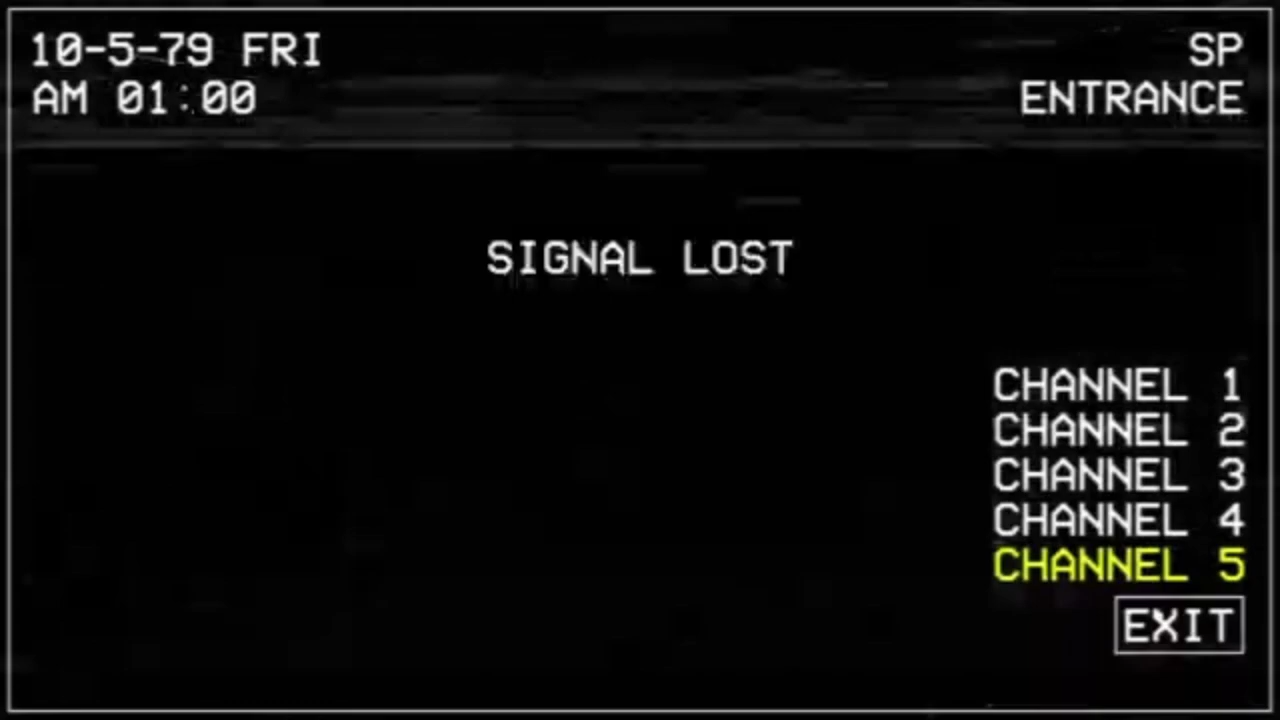 10-5-79 FRI
AM 01:00
SP
ENTRANCE
SIGNAL LOST
CHANNEL 1
CHANNEL 2
CHANNEL 3
CHANNEL 4
CHANNEL 5
EXIT